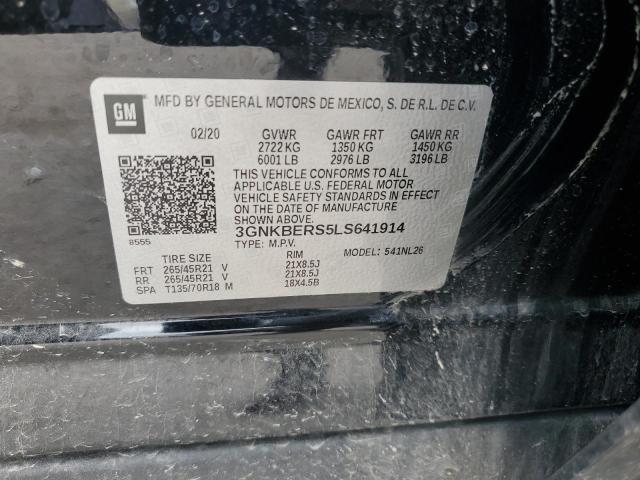 GM MFD BY GENERAL MOTORS DE MEXICO, S. DE R.L. DE C.V.
02/20 GVWR GAWR FRT GAWR RR
2722 KG 1350 KG 1450 KG
6001 LB 2976 LB 3196 LB
THIS VEHICLE CONFORMS TO ALL
APPLICABLE U.S. FEDERAL MOTOR
VEHICLE SAFETY STANDARDS IN EFFECT
ON THE DATE OF MANUFACTURE
SHOWN ABOVE.
3GNKBERS5LS641914
8555 TYPE: M.P.V. MODEL: 541NL26
TIRE SIZE RIM
FRT 265/45R21 V 21X8.5J
RR 265/45R21 V 21X8.5J
SPA T135/70R18 M 18X4.5B